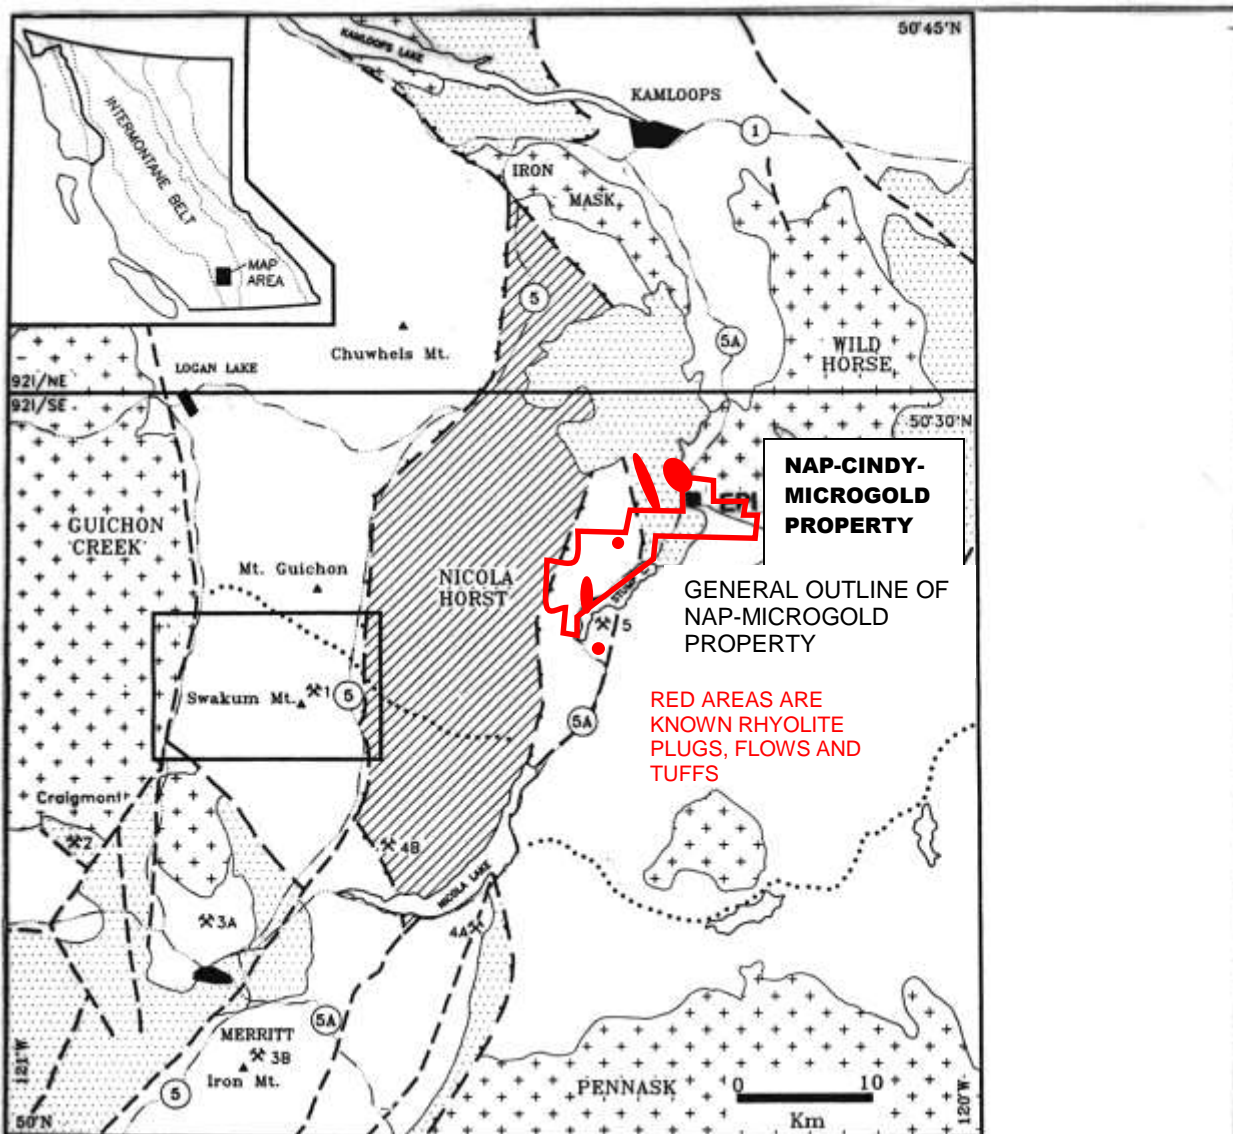 50°45'N
KAMLOOPS LAKE
KAMLOOPS
1
INTERMONTANE BELT
MAP
AREA
IRON
MASK
5
5A
Chuwhels Mt.
WILD
HORSE
LOGAN LAKE
92I/NE
92I/SE
50°30'N
NAP-CINDY-
MICROGOLD
PROPERTY
GUICHON
CREEK
Mt. Guichon
NICOLA
HORST
GENERAL OUTLINE OF
NAP-MICROGOLD
PROPERTY
5
Swakum Mt.
1
5
5A
RED AREAS ARE
KNOWN RHYOLITE
PLUGS, FLOWS AND
TUFFS
Craigmont
2
4B
NICOLA LAKE
3A
4A
5A
MERRITT
3B
Iron Mt.
5
121°W
50°N
PENNASK
0 10
Km
120°W